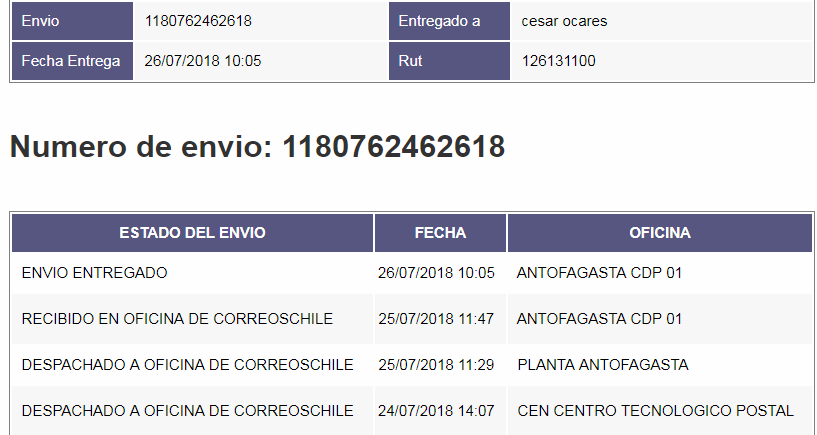 Envio 1180762462618 Entregado a cesar ocares
Fecha Entrega 26/07/2018 10:05 Rut 126131100
Numero de envio: 1180762462618
ESTADO DEL ENVIO FECHA OFICINA
ENVIO ENTREGADO 26/07/2018 10:05 ANTOFAGASTA CDP 01
RECIBIDO EN OFICINA DE CORREOSCHILE 25/07/2018 11:47 ANTOFAGASTA CDP 01
DESPACHADO A OFICINA DE CORREOSCHILE 25/07/2018 11:29 PLANTA ANTOFAGASTA
DESPACHADO A OFICINA DE CORREOSCHILE 24/07/2018 14:07 CEN CENTRO TECNOLOGICO POSTAL